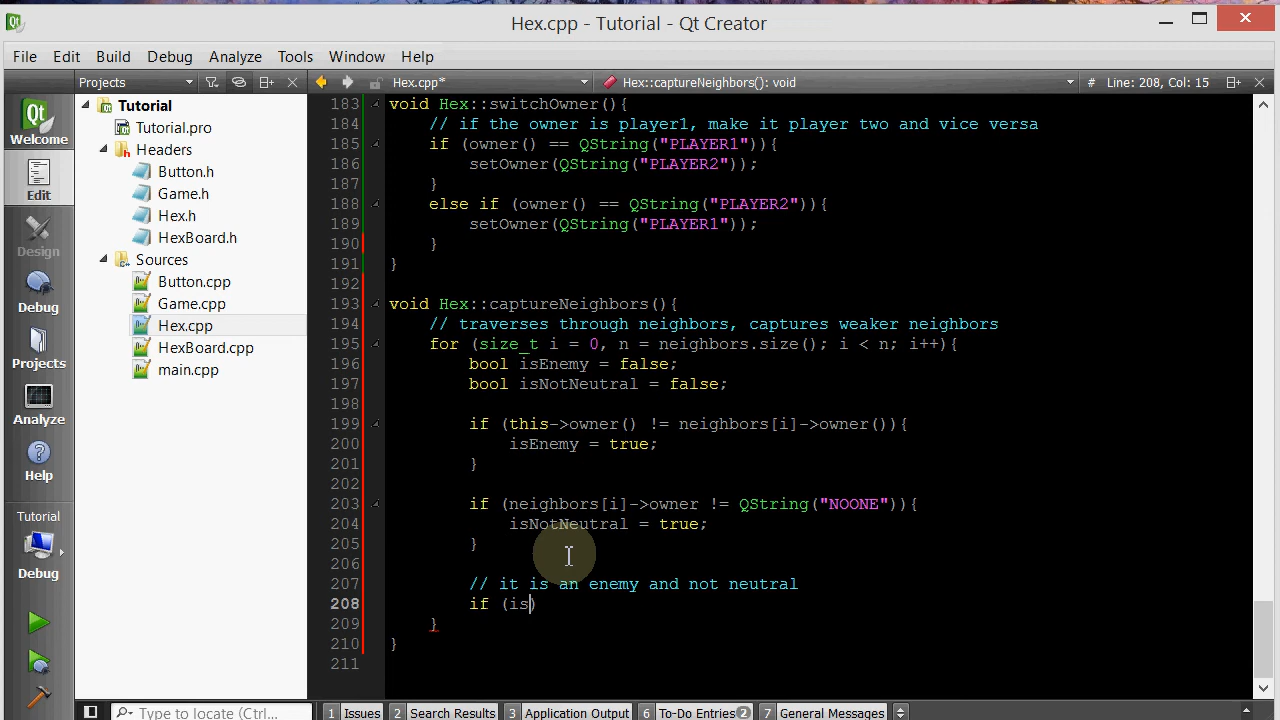 Hex.cpp - Tutorial - Qt Creator
File Edit Build Debug Analyze Tools Window Help
Projects Hex.cpp* Hex::captureNeighbors(): void # Line: 208, Col: 15
Qt
Welcome
Edit
Design
Debug
Projects
Analyze
Help
Tutorial
Debug
Tutorial
Tutorial.pro
Headers
Button.h
Game.h
Hex.h
HexBoard.h
Sources
Button.cpp
Game.cpp
Hex.cpp
HexBoard.cpp
main.cpp
183 void Hex::switchOwner(){
184 // if the owner is player1, make it player two and vice versa
185 if (owner() == QString("PLAYER1")){
186 setOwner(QString("PLAYER2"));
187 }
188 else if (owner() == QString("PLAYER2")){
189 setOwner(QString("PLAYER1"));
190 }
191 }
192
193 void Hex::captureNeighbors(){
194 // traverses through neighbors, captures weaker neighbors
195 for (size_t i = 0, n = neighbors.size(); i < n; i++){
196 bool isEnemy = false;
197 bool isNotNeutral = false;
198
199 if (this->owner() != neighbors[i]->owner()){
200 isEnemy = true;
201 }
202
203 if (neighbors[i]->owner != QString("NOONE")){
204 isNotNeutral = true;
205 }
206
207 // it is an enemy and not neutral
208 if (is)
209 }
210 }
211
Type to locate (Ctrl... 1 Issues 2 Search Results 3 Application Output 6 To-Do Entries 2 7 General Messages